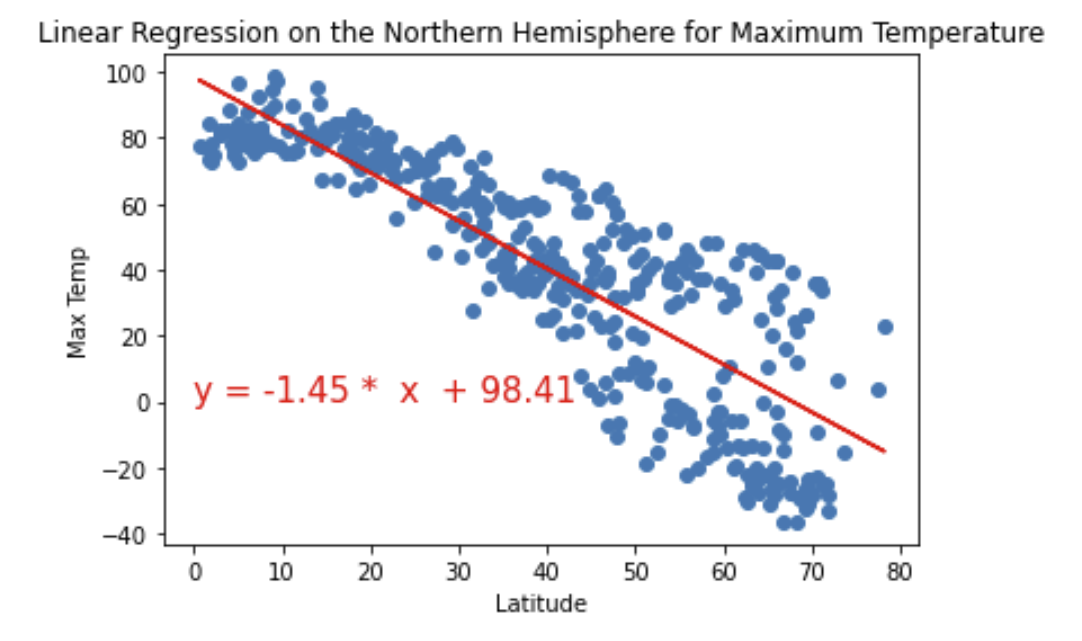 Linear Regression on the Northern Hemisphere for Maximum Temperature
100
80
60
40
20
0
−20
−40
Max Temp
y = -1.45 * x + 98.41
0 10 20 30 40 50 60 70 80
Latitude